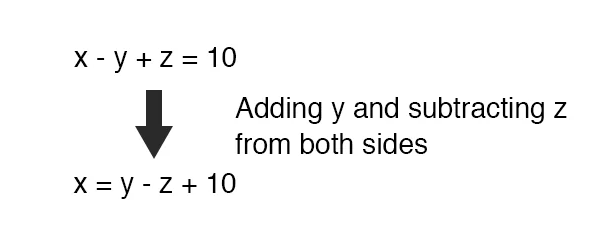 x - y + z = 10
Adding y and subtracting z
from both sides
x = y - z + 10